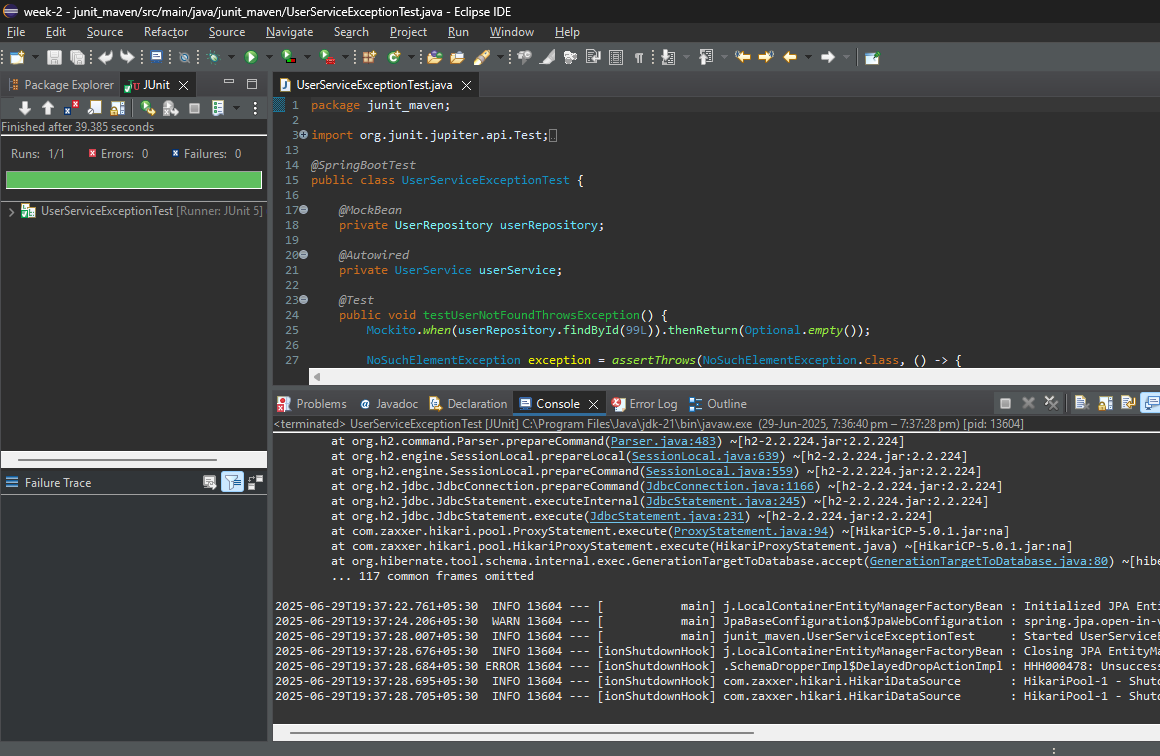 week-2 - junit_maven/src/main/java/junit_maven/UserServiceExceptionTest.java - Eclipse IDE
File Edit Source Refactor Source Navigate Search Project Run Window Help
Package Explorer JUnit
Finished after 39.385 seconds
Runs: 1/1 Errors: 0 Failures: 0
UserServiceExceptionTest [Runner: JUnit 5]
Failure Trace
UserServiceExceptionTest.java
1 package junit_maven;
2
3 import org.junit.jupiter.api.Test;
13
14 @SpringBootTest
15 public class UserServiceExceptionTest {
16
17 @MockBean
18 private UserRepository userRepository;
19
20 @Autowired
21 private UserService userService;
22
23 @Test
24 public void testUserNotFoundThrowsException() {
25 Mockito.when(userRepository.findById(99L)).thenReturn(Optional.empty());
26
27 NoSuchElementException exception = assertThrows(NoSuchElementException.class, () -> {
Problems Javadoc Declaration Console Error Log Outline
<terminated> UserServiceExceptionTest [JUnit] C:\Program Files\Java\jdk-21\bin\javaw.exe (29-Jun-2025, 7:36:40 pm – 7:37:28 pm) [pid: 13604]
at org.h2.command.Parser.prepareCommand(Parser.java:483) ~[h2-2.2.224.jar:2.2.224]
at org.h2.engine.SessionLocal.prepareLocal(SessionLocal.java:639) ~[h2-2.2.224.jar:2.2.224]
at org.h2.engine.SessionLocal.prepareCommand(SessionLocal.java:559) ~[h2-2.2.224.jar:2.2.224]
at org.h2.jdbc.JdbcConnection.prepareCommand(JdbcConnection.java:1166) ~[h2-2.2.224.jar:2.2.224]
at org.h2.jdbc.JdbcStatement.executeInternal(JdbcStatement.java:245) ~[h2-2.2.224.jar:2.2.224]
at org.h2.jdbc.JdbcStatement.execute(JdbcStatement.java:231) ~[h2-2.2.224.jar:2.2.224]
at com.zaxxer.hikari.pool.ProxyStatement.execute(ProxyStatement.java:94) ~[HikariCP-5.0.1.jar:na]
at com.zaxxer.hikari.pool.HikariProxyStatement.execute(HikariProxyStatement.java) ~[HikariCP-5.0.1.jar:na]
at org.hibernate.tool.schema.internal.exec.GenerationTargetToDatabase.accept(GenerationTargetToDatabase.java:80) ~[hibe
... 117 common frames omitted
2025-06-29T19:37:22.761+05:30 INFO 13604 --- [ main] j.LocalContainerEntityManagerFactoryBean : Initialized JPA Enti
2025-06-29T19:37:24.206+05:30 WARN 13604 --- [ main] JpaBaseConfiguration$JpaWebConfiguration : spring.jpa.open-in-v
2025-06-29T19:37:28.007+05:30 INFO 13604 --- [ main] junit_maven.UserServiceExceptionTest : Started UserServiceE
2025-06-29T19:37:28.676+05:30 INFO 13604 --- [ionShutdownHook] j.LocalContainerEntityManagerFactoryBean : Closing JPA EntityMa
2025-06-29T19:37:28.684+05:30 ERROR 13604 --- [ionShutdownHook] .SchemaDropperImpl$DelayedDropActionImpl : HHH000478: Unsuccess
2025-06-29T19:37:28.695+05:30 INFO 13604 --- [ionShutdownHook] com.zaxxer.hikari.HikariDataSource : HikariPool-1 - Shutd
2025-06-29T19:37:28.705+05:30 INFO 13604 --- [ionShutdownHook] com.zaxxer.hikari.HikariDataSource : HikariPool-1 - Shutd